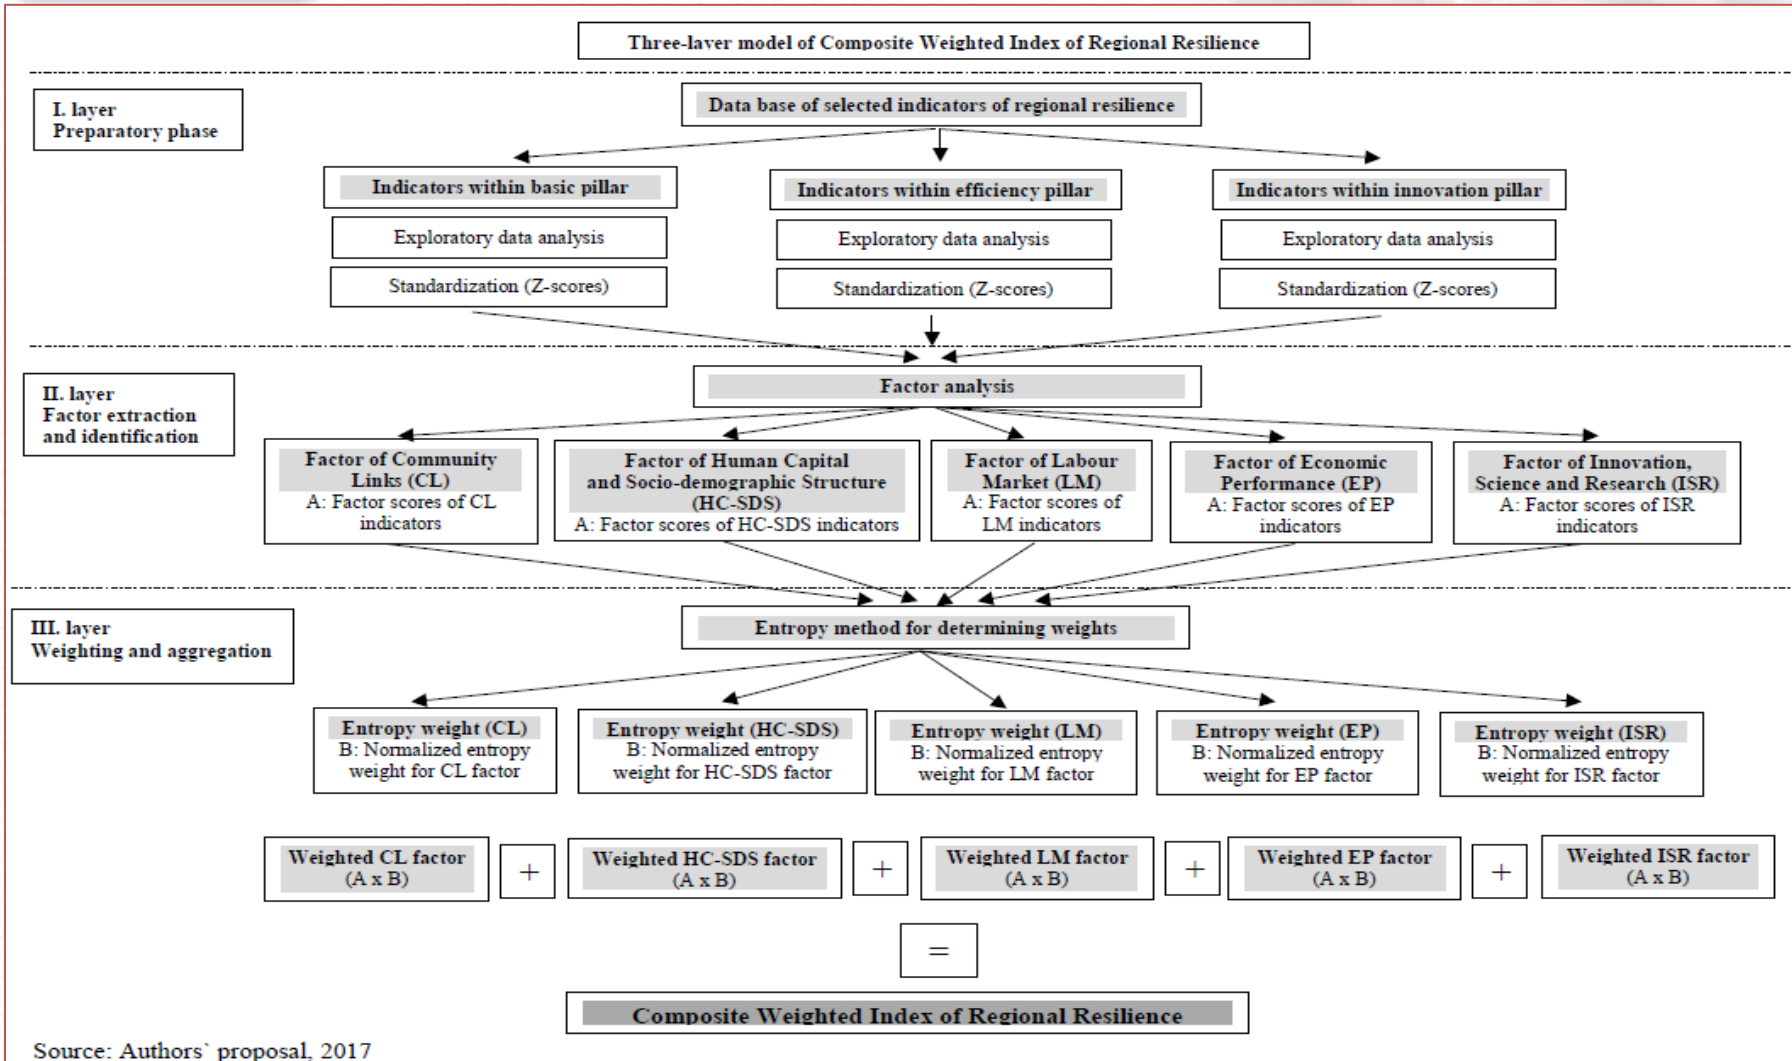 Three-layer model of Composite Weighted Index of Regional Resilience
I. layer
Preparatory phase
Data base of selected indicators of regional resilience
Indicators within basic pillar
Indicators within efficiency pillar
Indicators within innovation pillar
Exploratory data analysis
Exploratory data analysis
Exploratory data analysis
Standardization (Z-scores)
Standardization (Z-scores)
Standardization (Z-scores)
II. layer
Factor extraction
and identification
Factor analysis
Factor of Community
Links (CL)
A: Factor scores of CL
indicators
Factor of Human Capital
and Socio-demographic Structure
(HC-SDS)
A: Factor scores of HC-SDS indicators
Factor of Labour
Market (LM)
A: Factor scores of
LM indicators
Factor of Economic
Performance (EP)
A: Factor scores of EP
indicators
Factor of Innovation,
Science and Research (ISR)
A: Factor scores of ISR
indicators
III. layer
Weighting and aggregation
Entropy method for determining weights
Entropy weight (CL)
B: Normalized entropy
weight for CL factor
Entropy weight (HC-SDS)
B: Normalized entropy
weight for HC-SDS factor
Entropy weight (LM)
B: Normalized entropy
weight for LM factor
Entropy weight (EP)
B: Normalized entropy
weight for EP factor
Entropy weight (ISR)
B: Normalized entropy
weight for ISR factor
Weighted CL factor
(A x B)
+
Weighted HC-SDS factor
(A x B)
+
Weighted LM factor
(A x B)
+
Weighted EP factor
(A x B)
+
Weighted ISR factor
(A x B)
=
Composite Weighted Index of Regional Resilience
Source: Authors` proposal, 2017